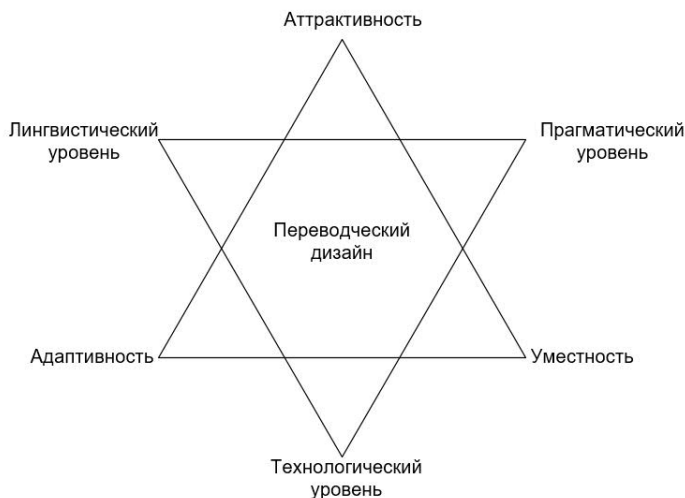 Аттрактивность
Лингвистический
уровень
Прагматический
уровень
Переводческий
дизайн
Адаптивность
Уместность
Технологический
уровень